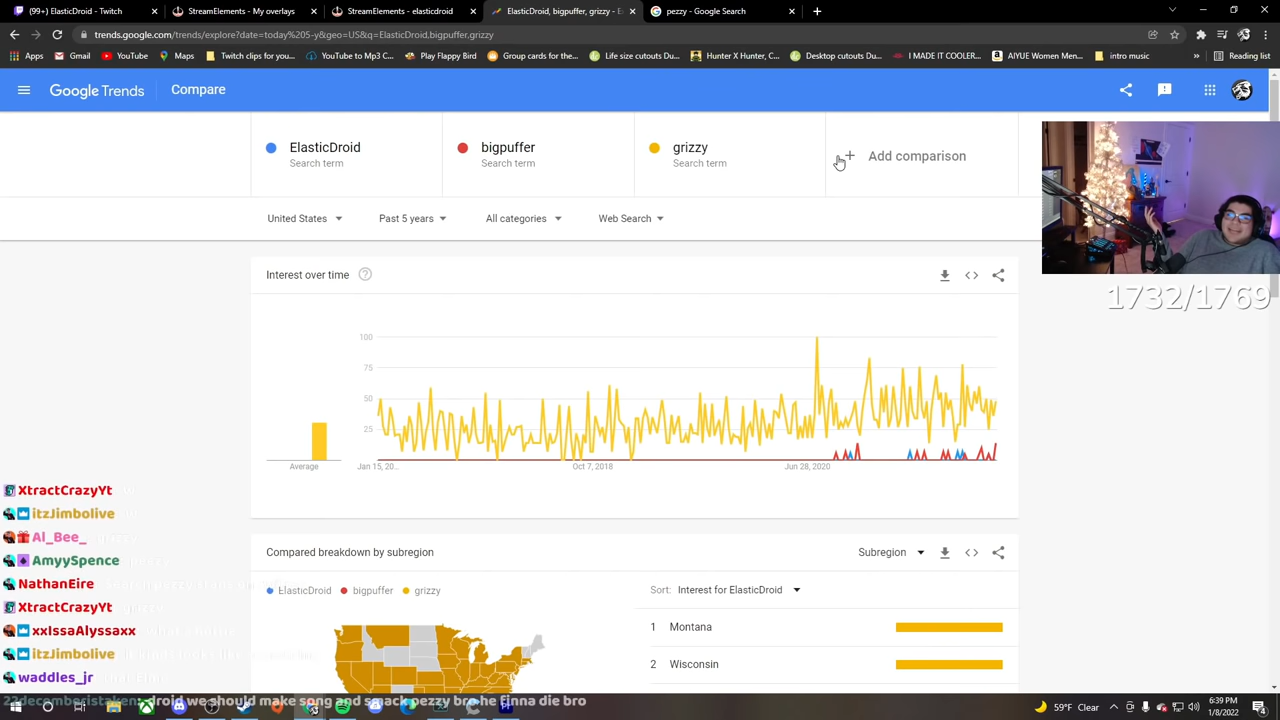 (99+) ElasticDroid - Twitch
StreamElements - My overlay
StreamElements - elasticdroid
ElasticDroid, bigpuffer, grizzy - E
Google Search
trends.google.com/trends/explore?date=today%205-y&geo=US&q=ElasticDroid,bigpuffer,grizzy
Apps Gmail YouTube Maps Twitch clips for you... YouTube to Mp3 C... Play Flappy Bird Group cards for the... Life size cutouts Du... Hunter X Hunter, C... Desktop cutouts Du... I MADE IT COOLER... AIYUE Women Men... intro music » Reading list
Google Trends Compare
ElasticDroid
Search term
bigpuffer
Search term
grizzy
Search term
+ Add comparison
United States Past 5 years All categories Web Search
1732/1769
Interest over time
100
75
50
25
Average
Jan 15, 20... Oct 7, 2018 Jun 28, 2020
Compared breakdown by subregion
Subregion
ElasticDroid bigpuffer grizzy
Sort: Interest for ElasticDroid
1 Montana
2 Wisconsin
XtractCrazyYt
itzJimbolive
Al_Bee_
AmyySpence
NathanEire
XtractCrazyYt grizzy
xxIssaAlyssaxx
itzJimbolive
waddles_jr
22decemberistaken: droid we should make song and smack pezzy bro he finna die bro
59°F Clear
6:39 PM
1/8/2022